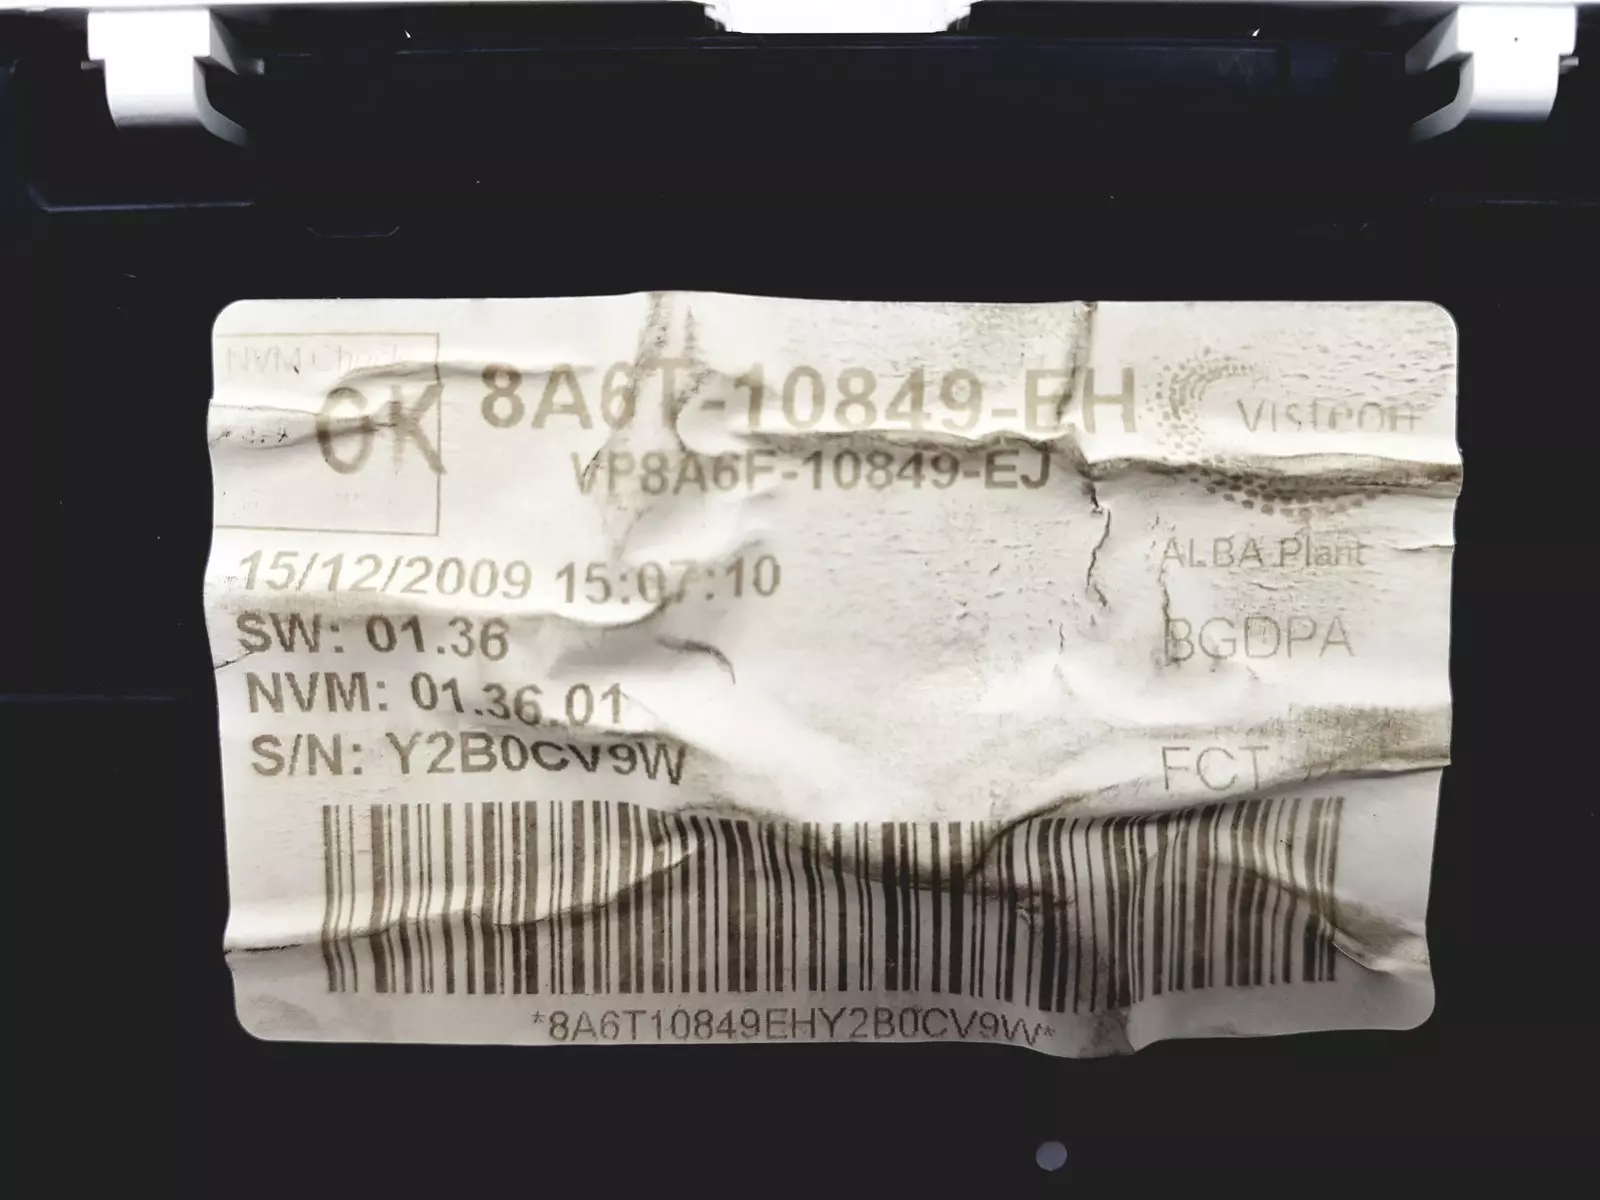 NVM Check
OK
8A6T-10849-EH
VP8A6F-10849-EJ
Visteon
15/12/2009 15:07:10
ALBA Plant
SW: 01.36
BGDPA
NVM: 01.36.01
S/N: Y2B0CV9W
FCT
*8A6T10849EHY2B0CV9W*